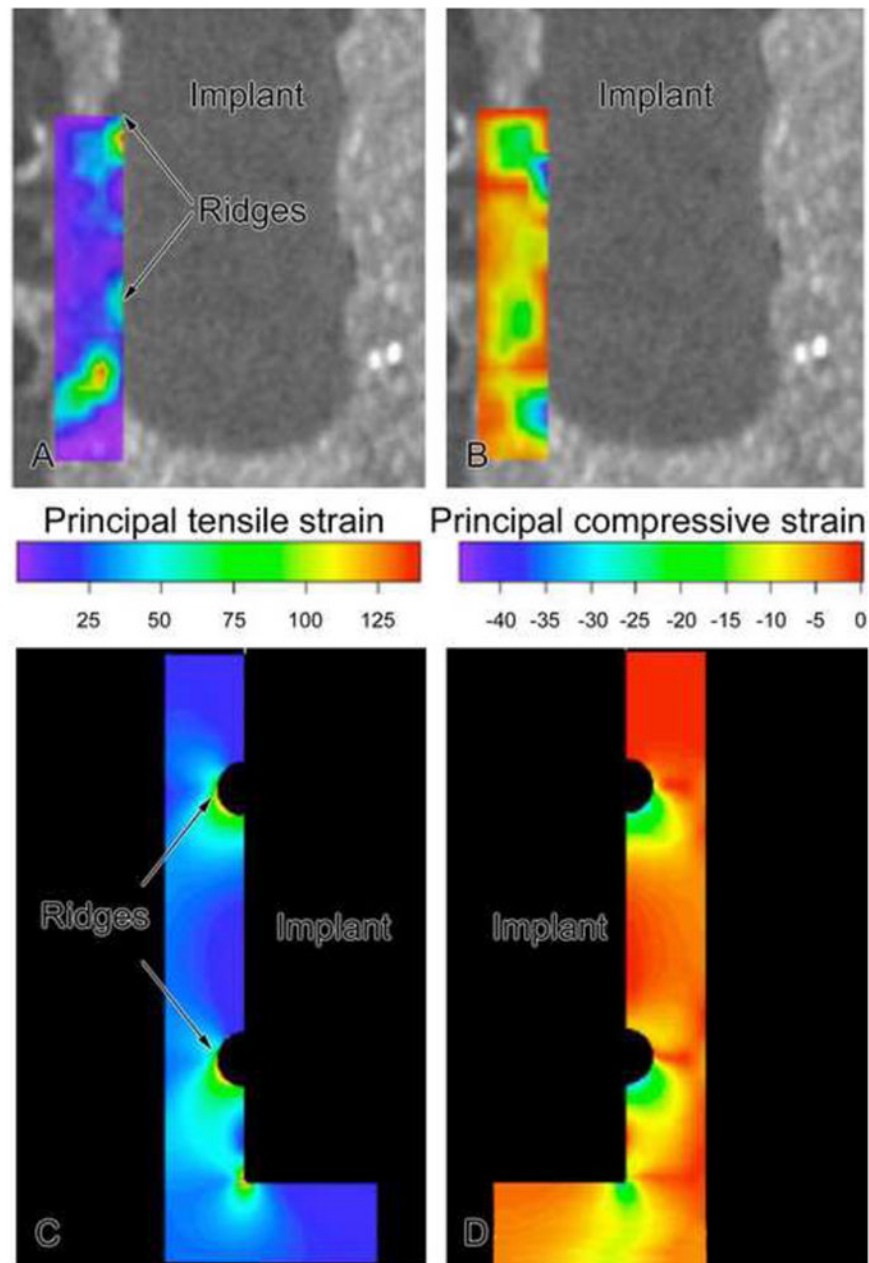 Implant
Implant
Ridges
A
B
Principal tensile strain
Principal compressive strain
25 50 75 100 125
-40 -35 -30 -25 -20 -15 -10 -5 0
Ridges
Implant
Implant
C
D